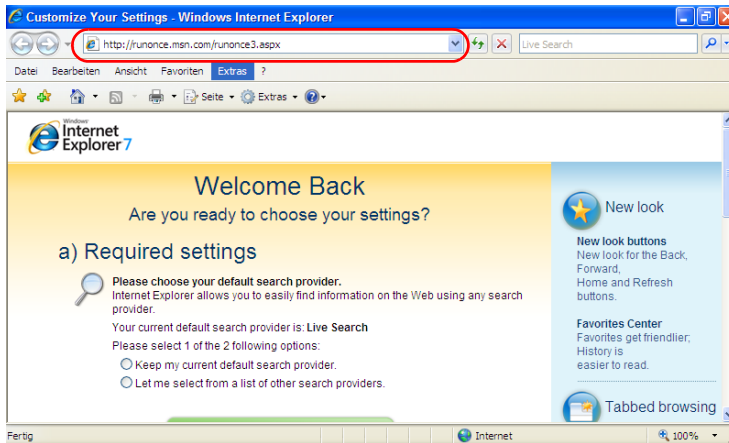 Customize Your Settings - Windows Internet Explorer
http://runonce.msn.com/runonce3.aspx
Live Search
Datei Bearbeiten Ansicht Favoriten Extras ?
Seite Extras
Windows
Internet
Explorer 7
Welcome Back
Are you ready to choose your settings?
a) Required settings
Please choose your default search provider.
Internet Explorer allows you to easily find information on the Web using any search
provider.
Your current default search provider is: Live Search
Please select 1 of the 2 following options:
Keep my current default search provider.
Let me select from a list of other search providers.
New look
New look buttons
New look for the Back,
Forward,
Home and Refresh
buttons.
Favorites Center
Favorites get friendlier;
History is
easier to read.
Tabbed browsing
Fertig
Internet
100%